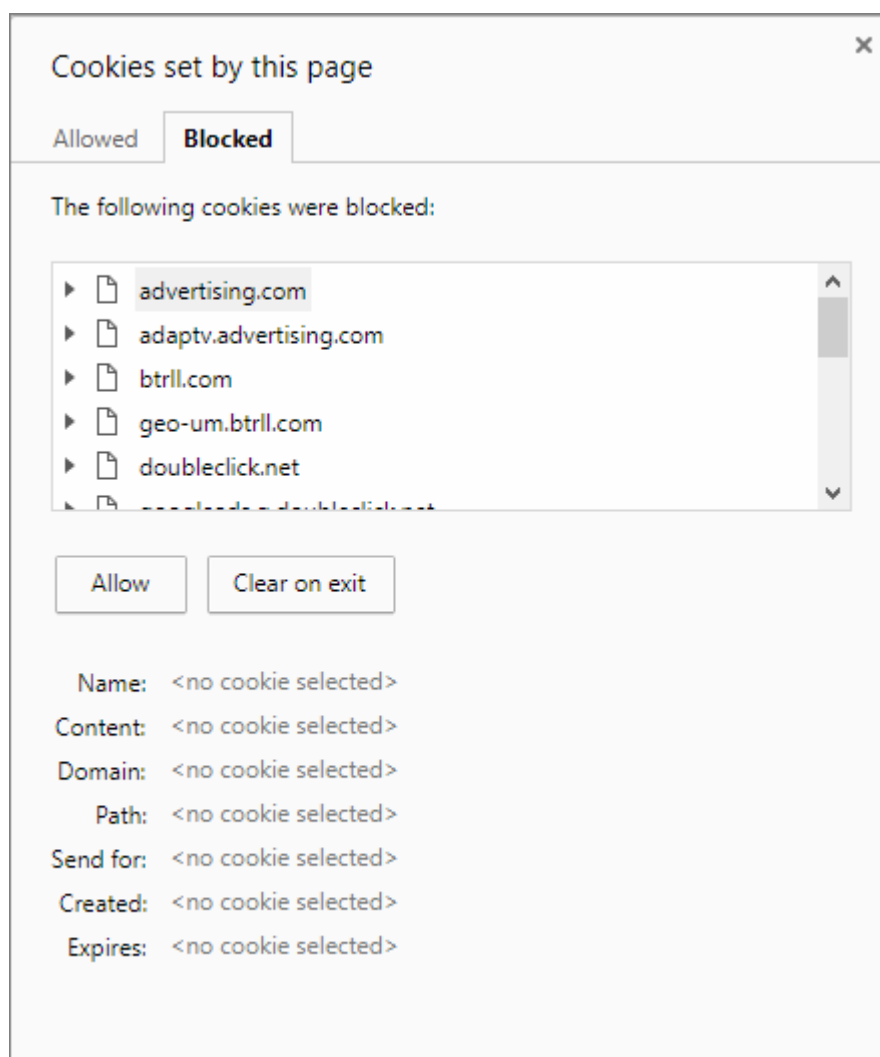 Cookies set by this page
Allowed Blocked
The following cookies were blocked:
advertising.com
adaptv.advertising.com
btrll.com
geo-um.btrll.com
doubleclick.net
Allow Clear on exit
Name: <no cookie selected>
Content: <no cookie selected>
Domain: <no cookie selected>
Path: <no cookie selected>
Send for: <no cookie selected>
Created: <no cookie selected>
Expires: <no cookie selected>